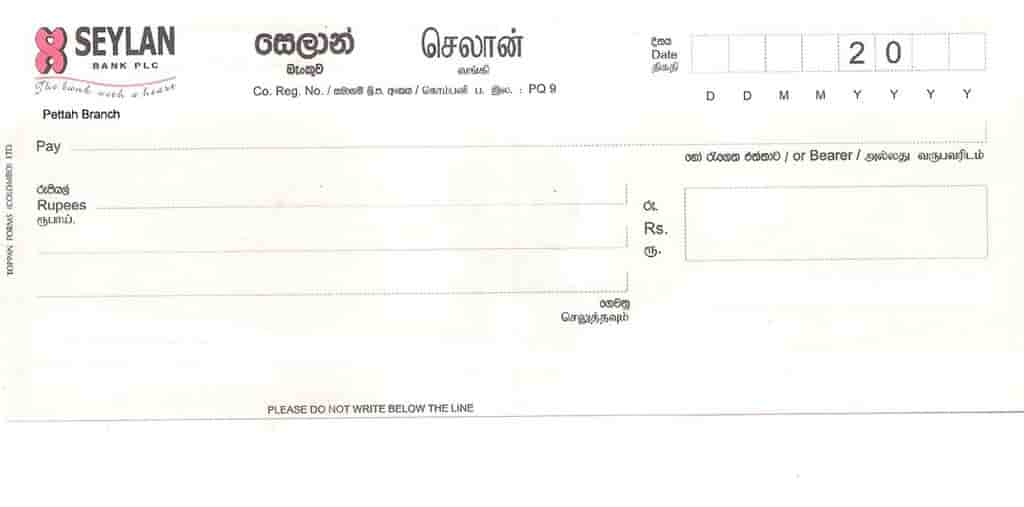 SEYLAN
BANK PLC
The bank with a heart
Pettah Branch
සෙලාන්
බැංකුව
செலான்
வங்கி
Co. Reg. No. / සමාගම් ලි.ප. අංකය / கொம்பனி ப. இல. : PQ 9
දිනය
Date
திகதி
2 0
D D M M Y Y Y Y
Pay
හෝ රැගෙන එන්නාට / or Bearer / அல்லது வருபவரிடம்
රුපියල්
Rupees
ரூபாய்.
රු.
Rs.
ரூ.
ගෙවනු
செலுத்தவும்
TOPPAN FORMS (COLOMBO) LTD.
PLEASE DO NOT WRITE BELOW THE LINE